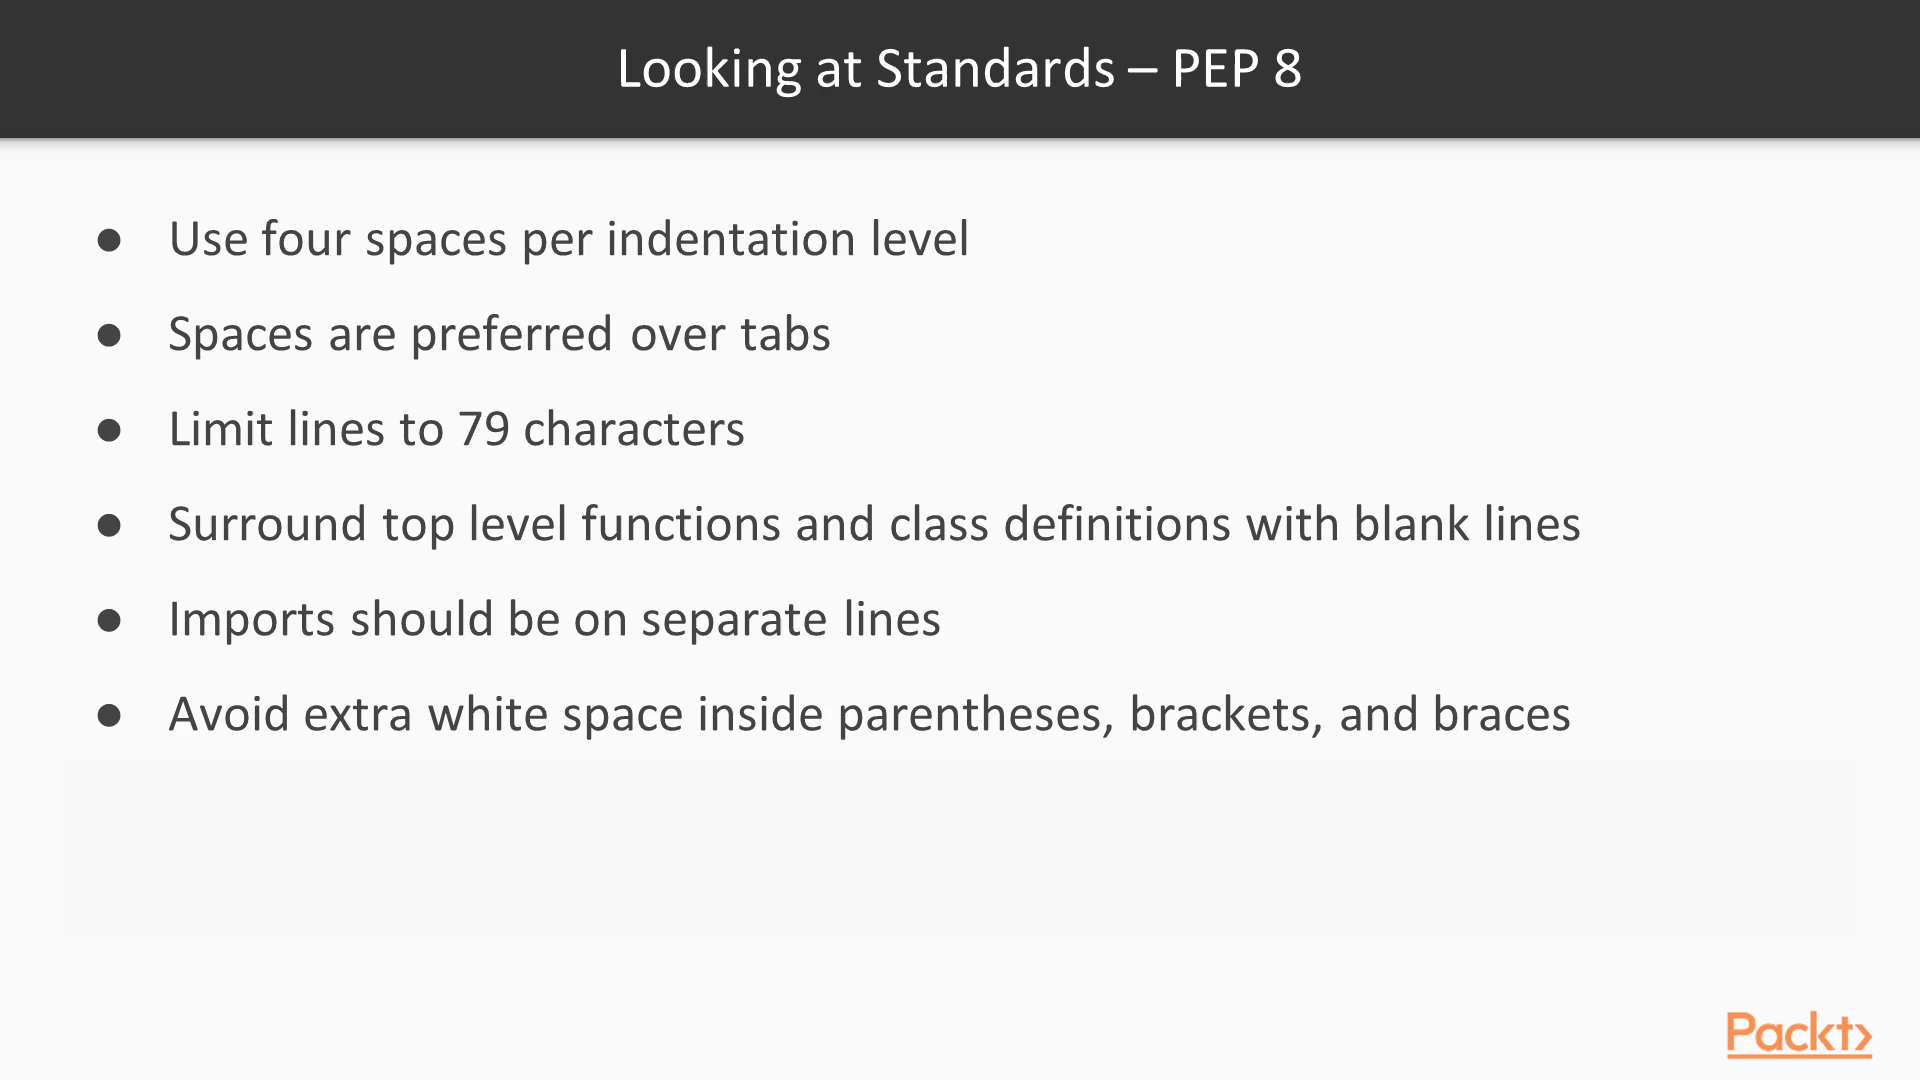 Looking at Standards – PEP 8
● Use four spaces per indentation level
● Spaces are preferred over tabs
● Limit lines to 79 characters
● Surround top level functions and class definitions with blank lines
● Imports should be on separate lines
● Avoid extra white space inside parentheses, brackets, and braces
Packt>